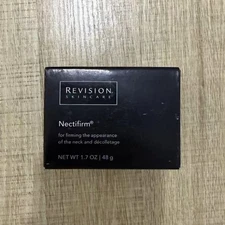 REVISION
SKINCARE
Nectifirm®
for firming the appearance
of the neck and décolletage
NET WT 1.7 OZ | 48 g